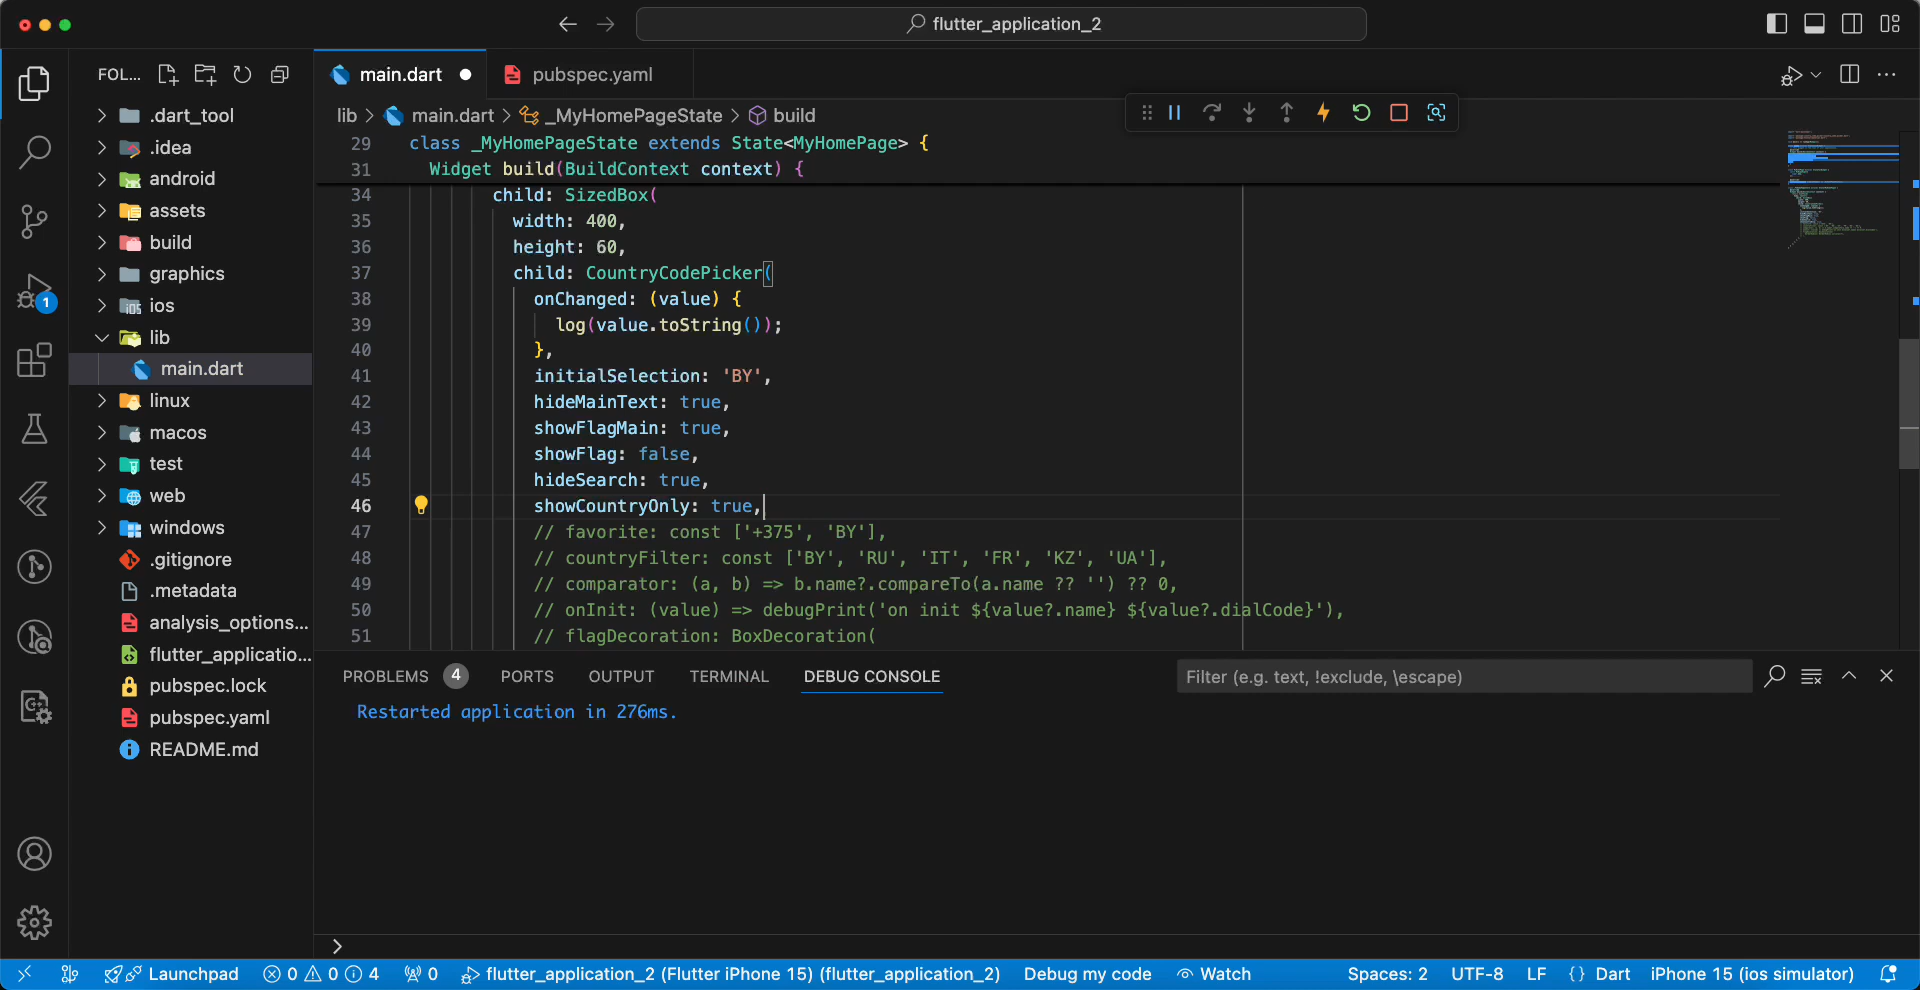 flutter_application_2
FOL...
main.dart
pubspec.yaml
lib > main.dart > _MyHomePageState > build
.dart_tool
.idea
android
assets
build
graphics
ios
lib
main.dart
linux
macos
test
web
windows
.gitignore
.metadata
analysis_options...
flutter_applicatio...
pubspec.lock
pubspec.yaml
README.md
1
29 class _MyHomePageState extends State<MyHomePage> {
31 Widget build(BuildContext context) {
34 child: SizedBox(
35 width: 400,
36 height: 60,
37 child: CountryCodePicker(
38 onChanged: (value) {
39 log(value.toString());
40 },
41 initialSelection: 'BY',
42 hideMainText: true,
43 showFlagMain: true,
44 showFlag: false,
45 hideSearch: true,
46 showCountryOnly: true,
47 // favorite: const ['+375', 'BY'],
48 // countryFilter: const ['BY', 'RU', 'IT', 'FR', 'KZ', 'UA'],
49 // comparator: (a, b) => b.name?.compareTo(a.name ?? '') ?? 0,
50 // onInit: (value) => debugPrint('on init ${value?.name} ${value?.dialCode}'),
51 // flagDecoration: BoxDecoration(
PROBLEMS 4 PORTS OUTPUT TERMINAL DEBUG CONSOLE
Filter (e.g. text, !exclude, \escape)
Restarted application in 276ms.
>
Launchpad 0 0 4 0 flutter_application_2 (Flutter iPhone 15) (flutter_application_2) Debug my code Watch Spaces: 2 UTF-8 LF {} Dart iPhone 15 (ios simulator)